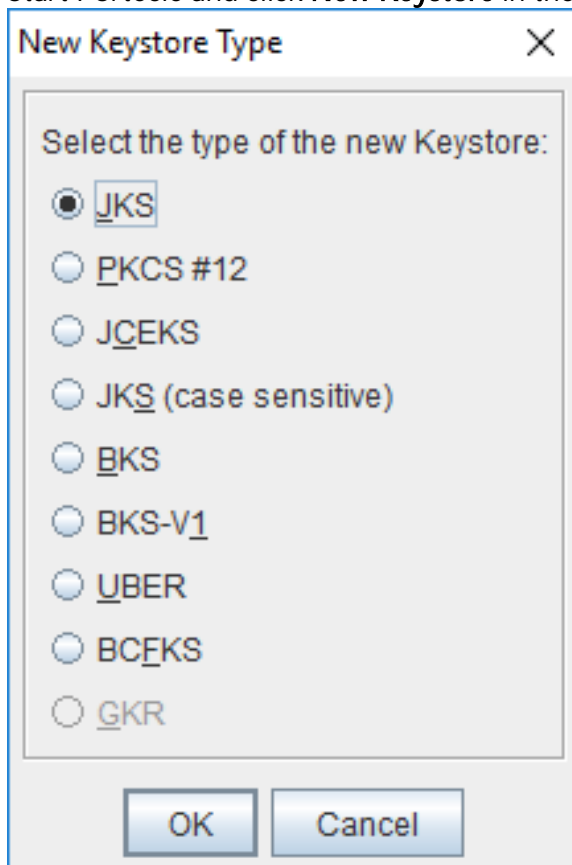 New Keystore Type
Select the type of the new Keystore:
JKS
PKCS #12
JCEKS
JKS (case sensitive)
BKS
BKS-V1
UBER
BCFKS
GKR
OK Cancel